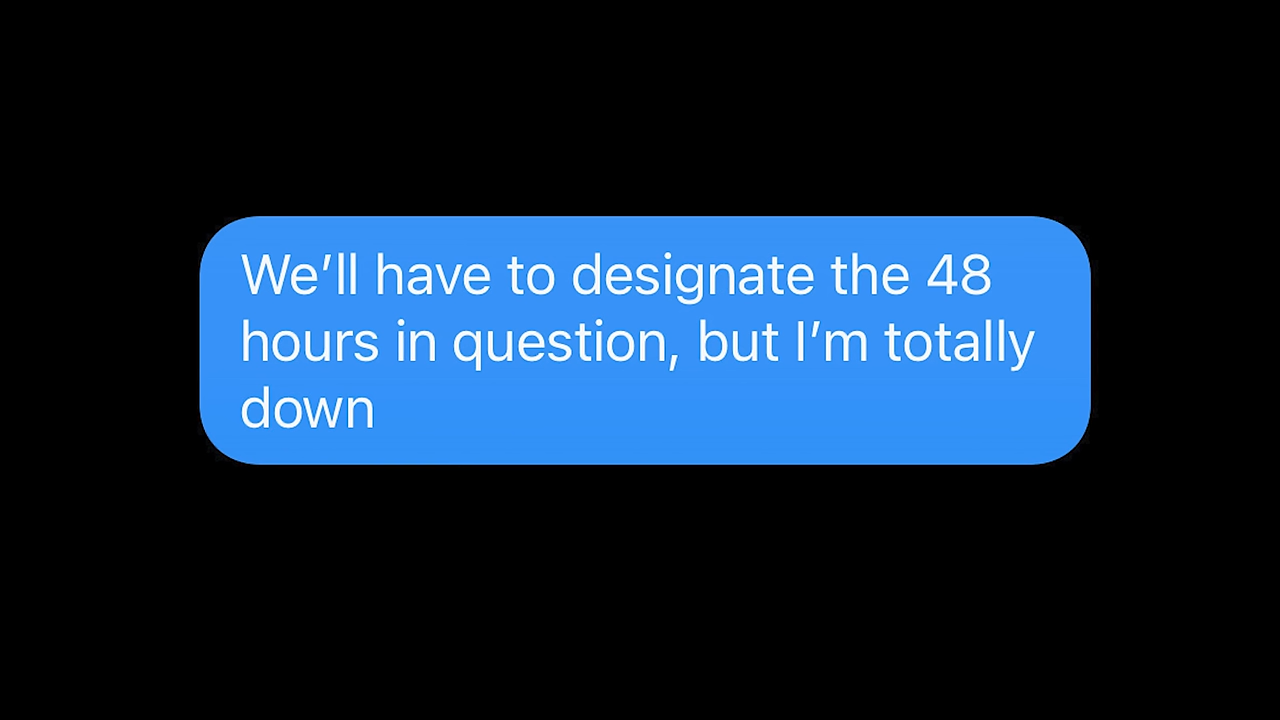 We’ll have to designate the 48
hours in question, but I’m totally
down